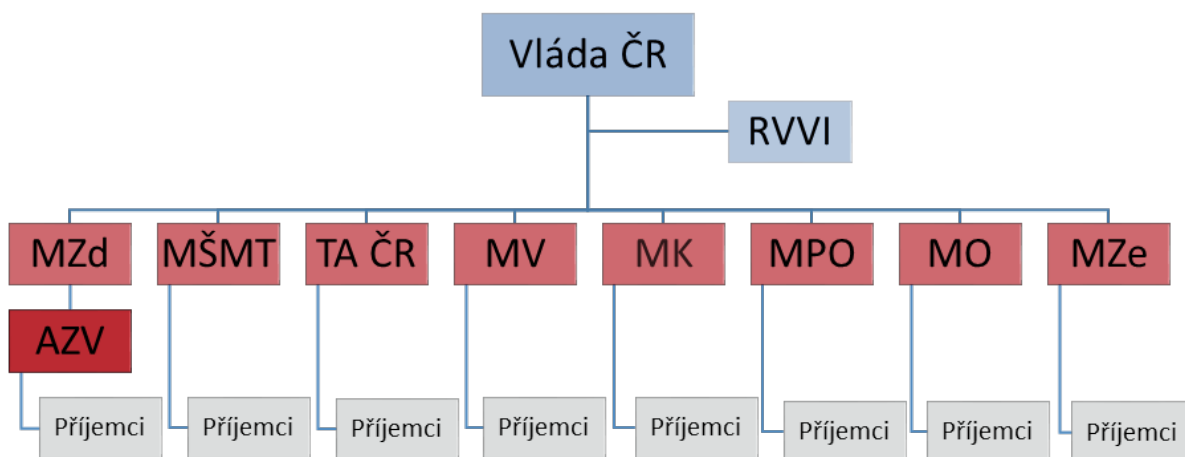 Vláda ČR
RVVI
MZd
MŠMT
TA ČR
MV
MK
MPO
MO
MZe
AZV
Příjemci
Příjemci
Příjemci
Příjemci
Příjemci
Příjemci
Příjemci
Příjemci